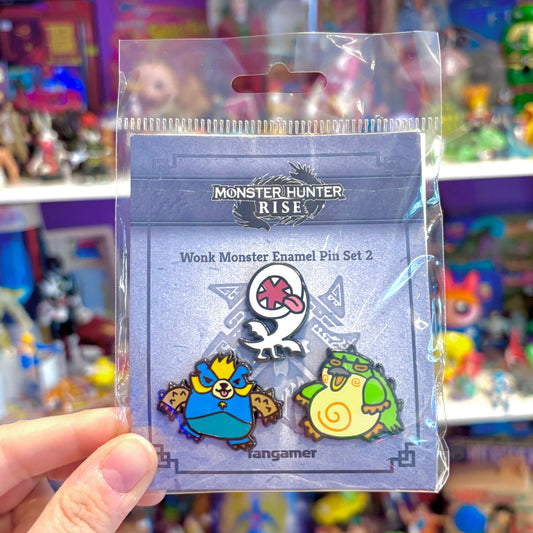 MONSTER HUNTER
RISE
Wonk Monster Enamel Pin Set 2
fangamer